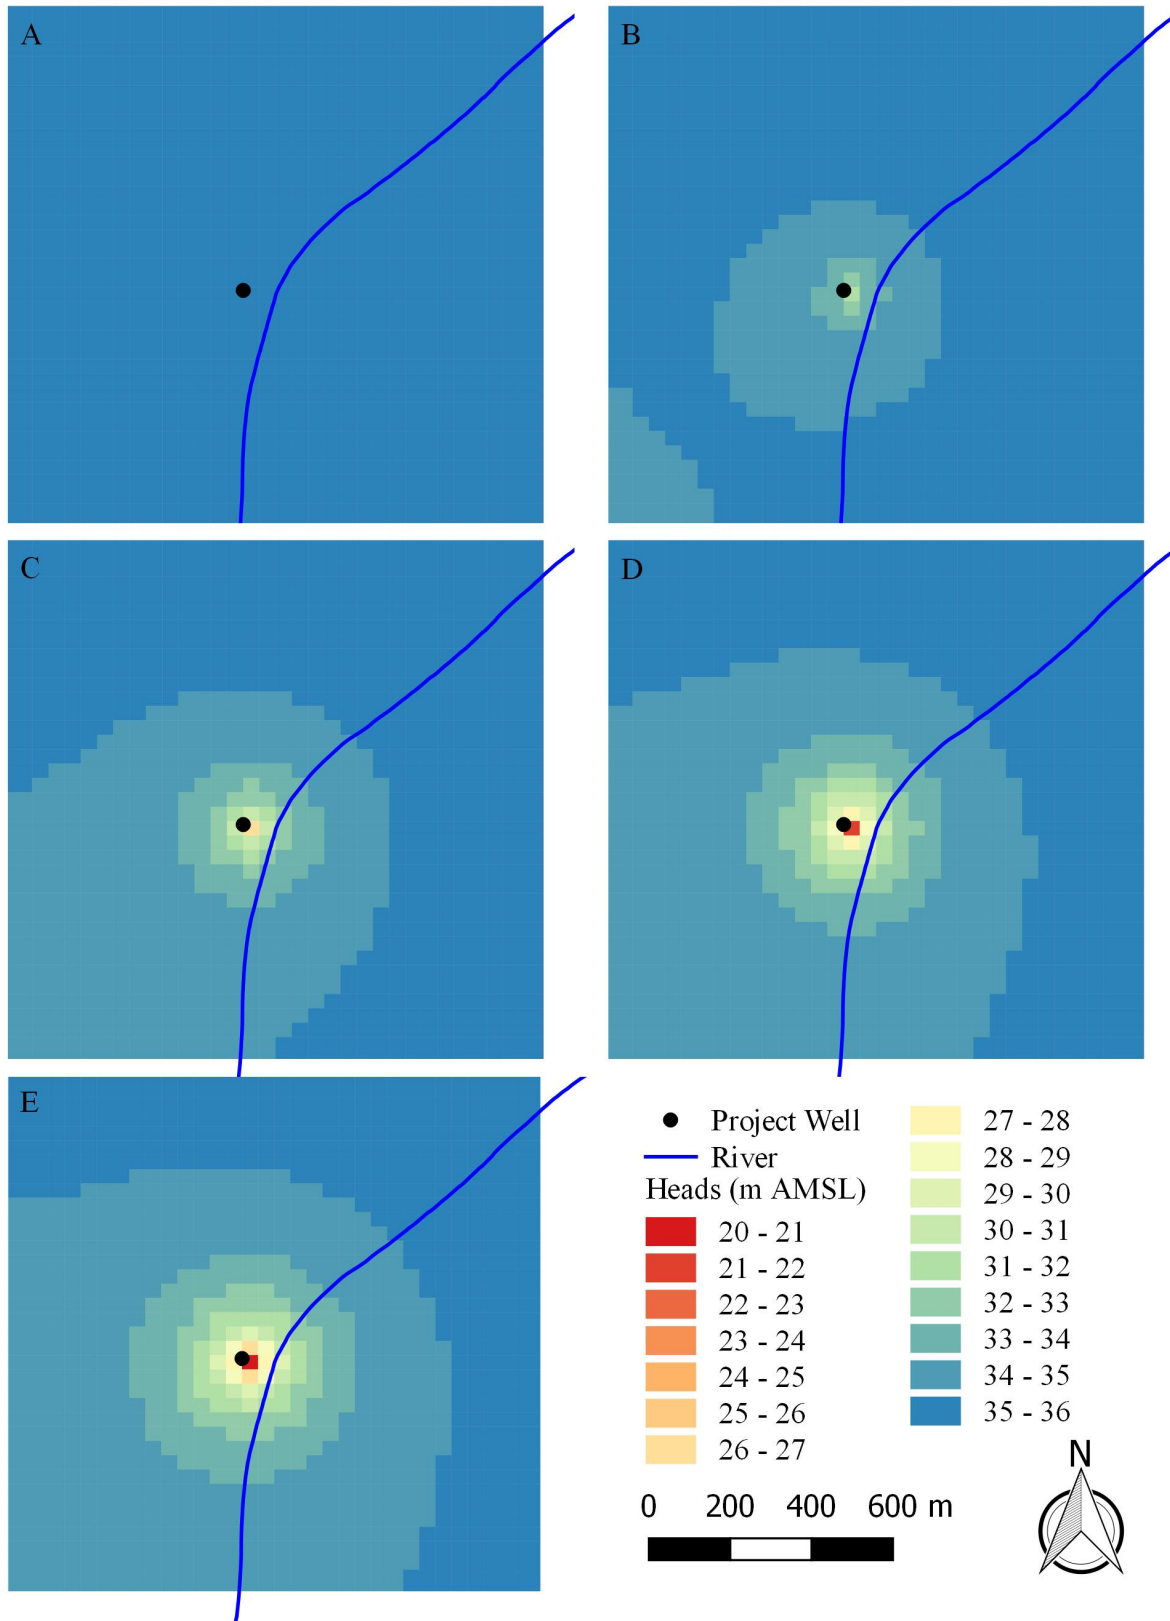 A
B
C
D
E
Project Well
River
Heads (m AMSL)
20 - 21
21 - 22
22 - 23
23 - 24
24 - 25
25 - 26
26 - 27
27 - 28
28 - 29
29 - 30
30 - 31
31 - 32
32 - 33
33 - 34
34 - 35
35 - 36
0 200 400 600 m
N